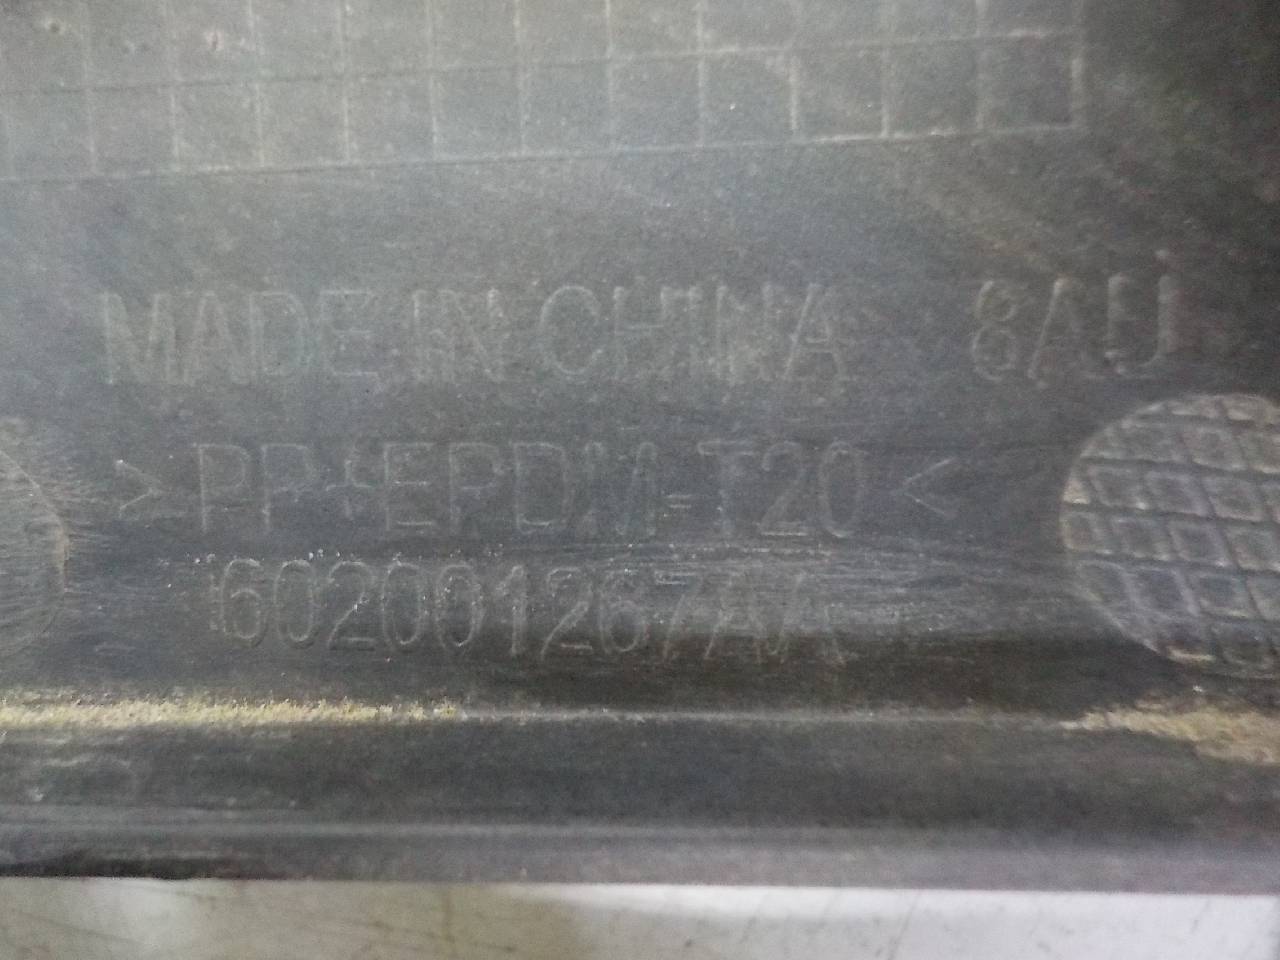 MADE IN CHINA 8AU
>PP+EPDM-T20<
602001267AA